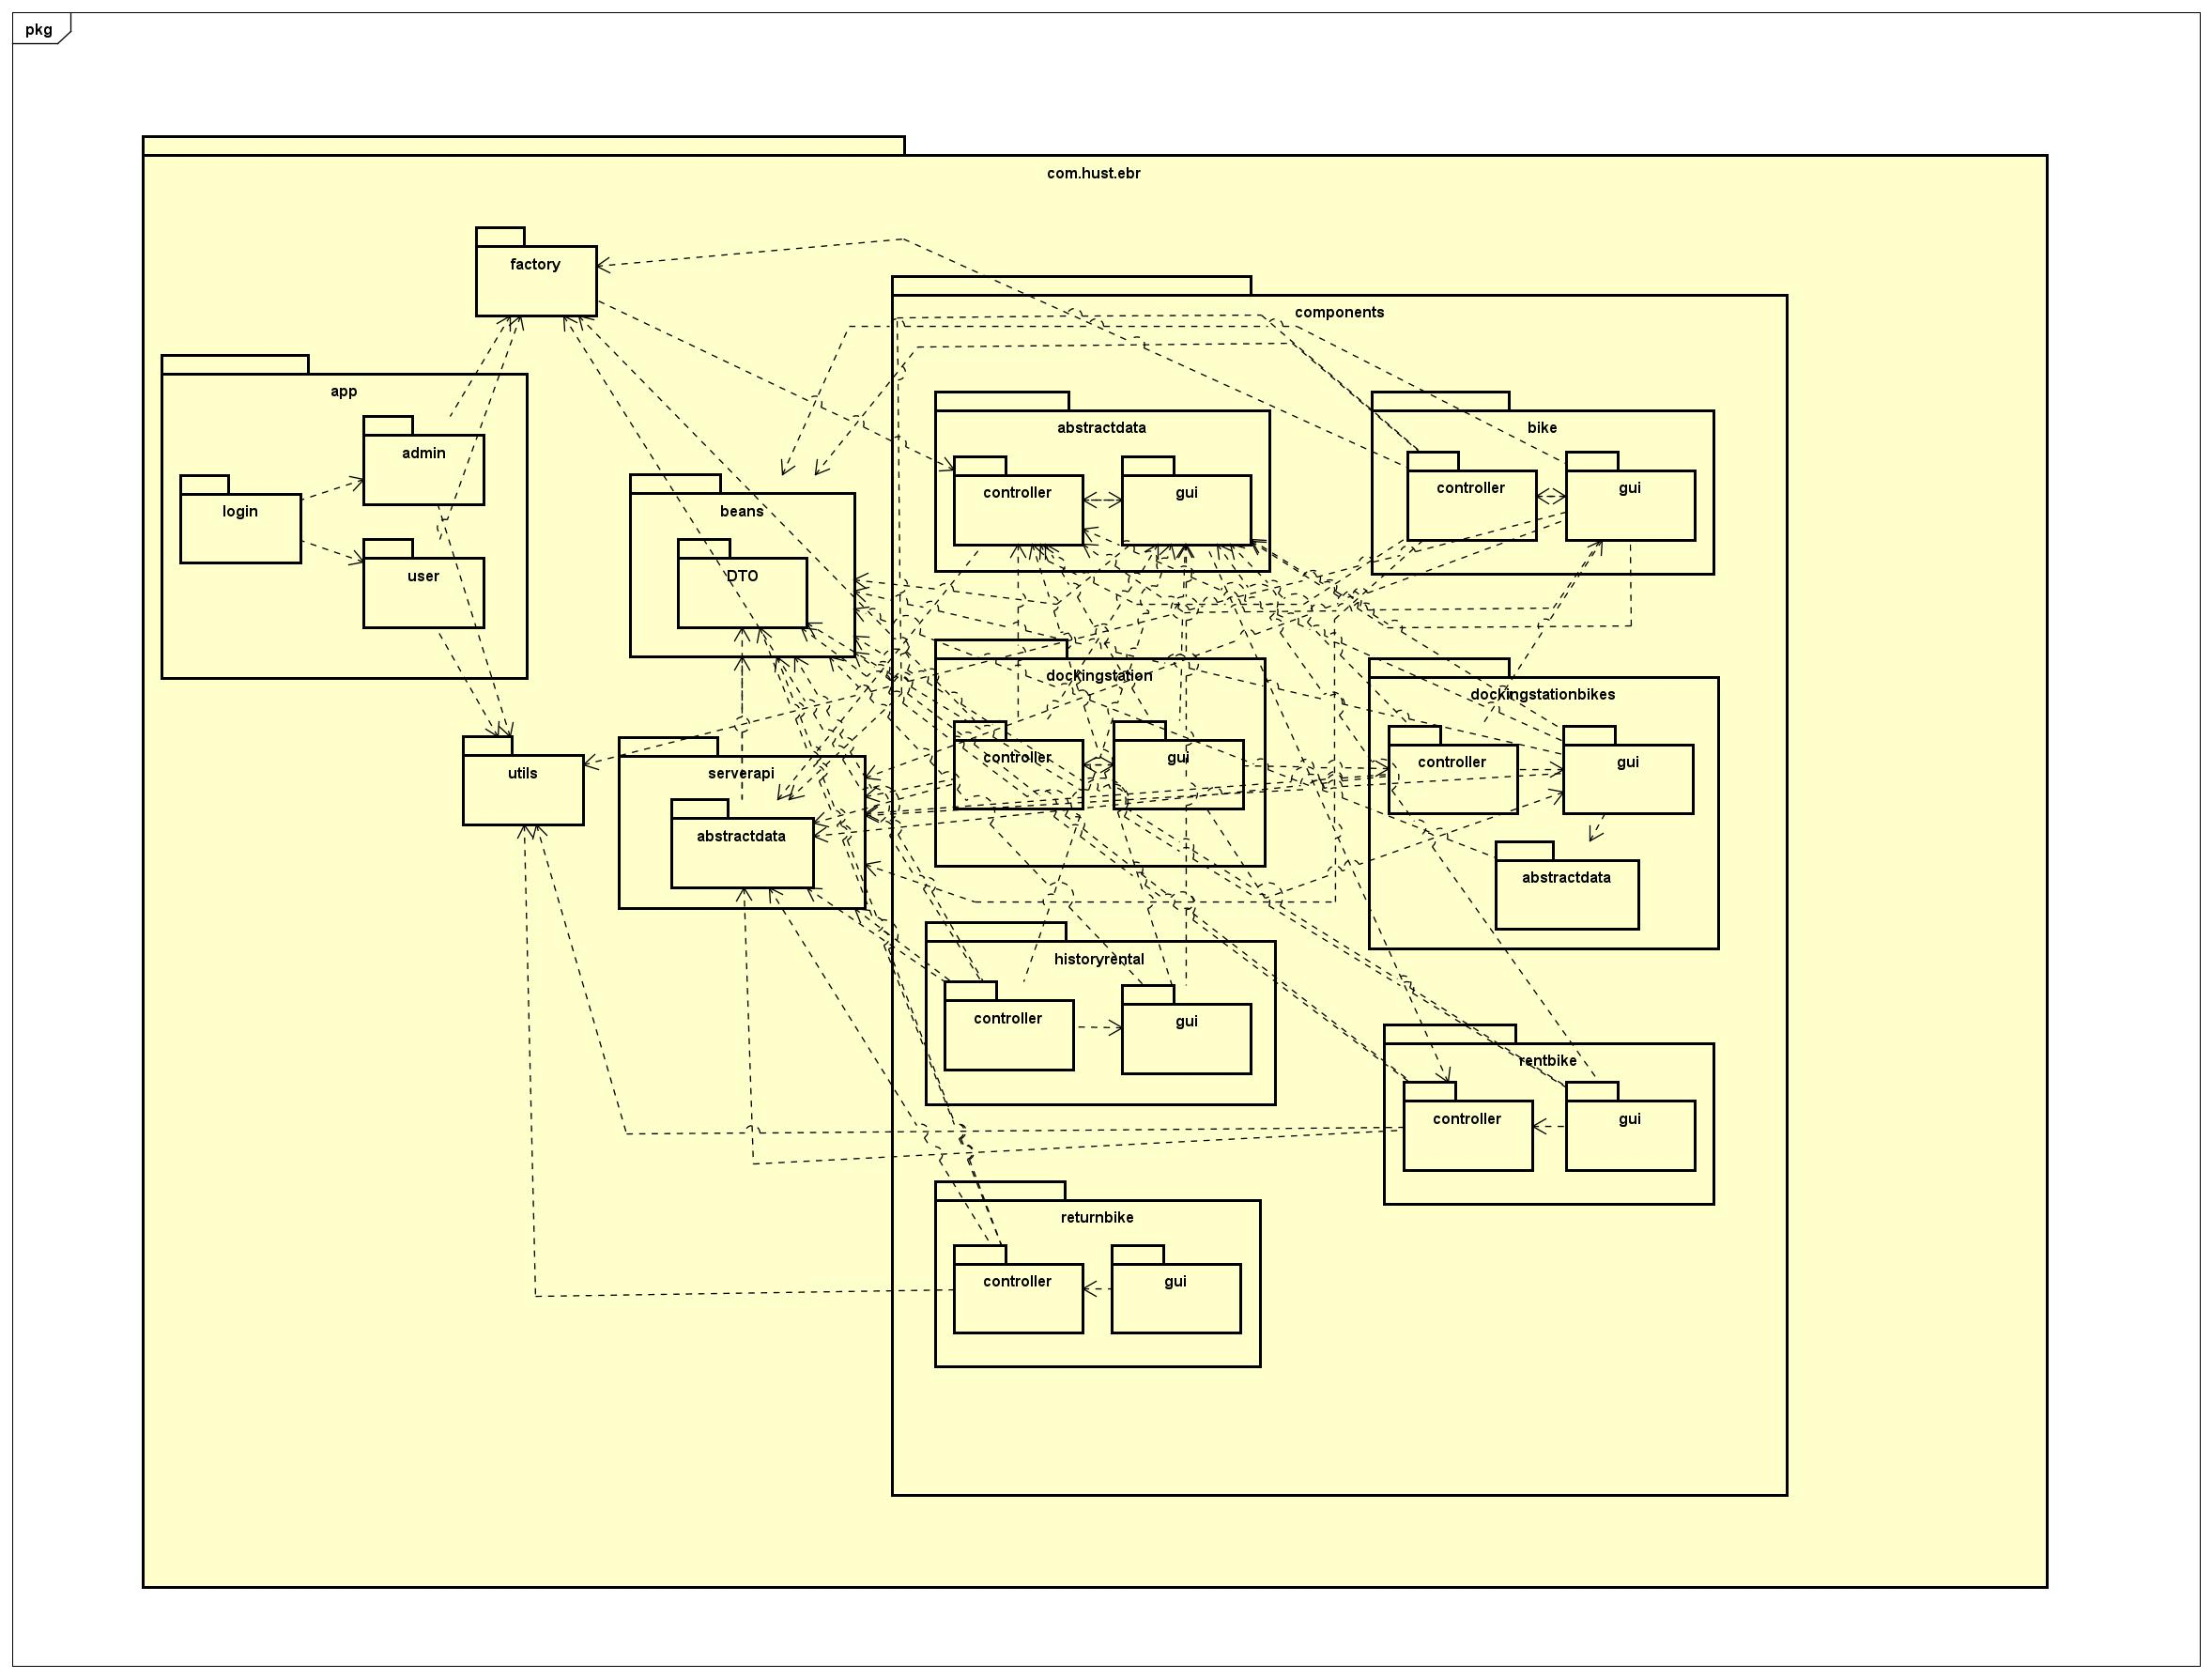 pkg
com.hust.ebr
factory
components
app
admin
login
user
beans
DTO
abstractdata
controller
gui
bike
controller
gui
utils
serverapi
abstractdata
dockingstation
controller
gui
dockingstationbikes
controller
gui
abstractdata
historyrental
controller
gui
rentbike
controller
gui
returnbike
controller
gui